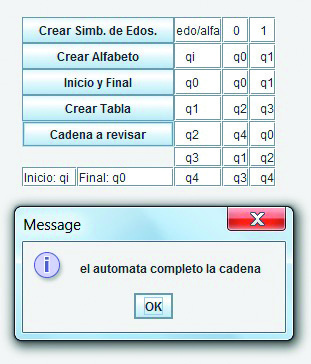 Crear Simb. de Edos. edo/alfa 0 1
Crear Alfabeto qi q0 q1
Inicio y Final q0 q0 q1
Crear Tabla q1 q2 q3
Cadena a revisar q2 q4 q0
q3 q1 q2
Inicio: qi Final: q0 q4 q3 q4
Message X
i el automata completo la cadena
OK